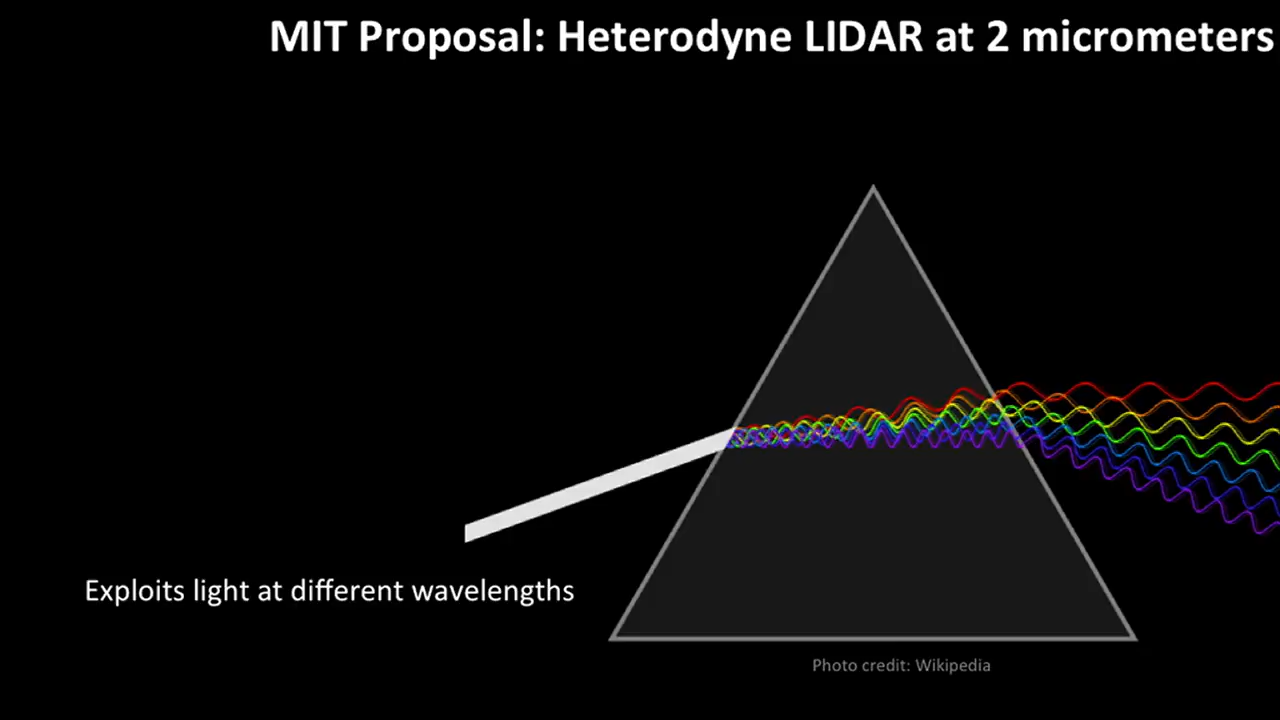 MIT Proposal: Heterodyne LIDAR at 2 micrometers
Exploits light at different wavelengths
Photo credit: Wikipedia